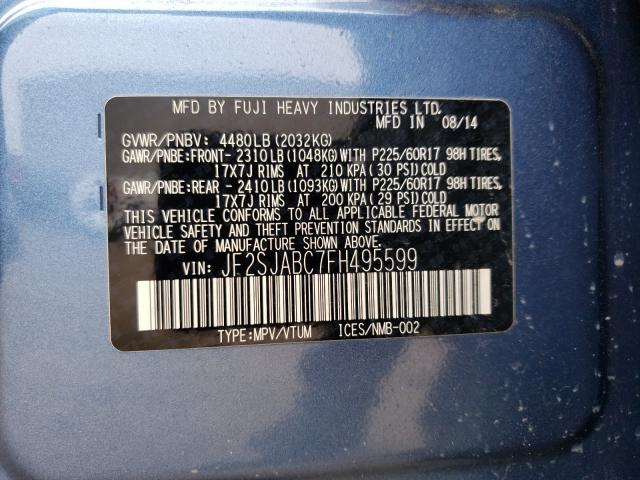 MFD BY FUJI HEAVY INDUSTRIES LTD.
MFD IN 08/14
GVWR/PNBV: 4480LB(2032KG)
GAWR/PNBE:FRONT- 2310LB(1048KG)WITH P225/60R17 98H TIRES,
17X7J RIMS AT 210 KPA(30 PSI)COLD
GAWR/PNBE:REAR - 2410LB(1093KG)WITH P225/60R17 98H TIRES,
17X7J RIMS AT 200 KPA(29 PSI)COLD
THIS VEHICLE CONFORMS TO ALL APPLICABLE FEDERAL MOTOR
VEHICLE SAFETY AND THEFT PREVENTION STANDARDS IN EFFECT ON
THE DATE OF MANUFACTURE SHOWN ABOVE.
VIN: JF2SJABC7FH495599
TYPE:MPV/VTUM ICES/NMB-002